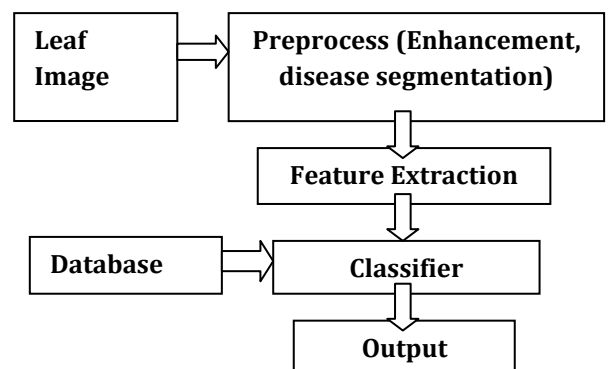 Leaf
Image
Preprocess (Enhancement,
disease segmentation)
Feature Extraction
Database
Classifier
Output